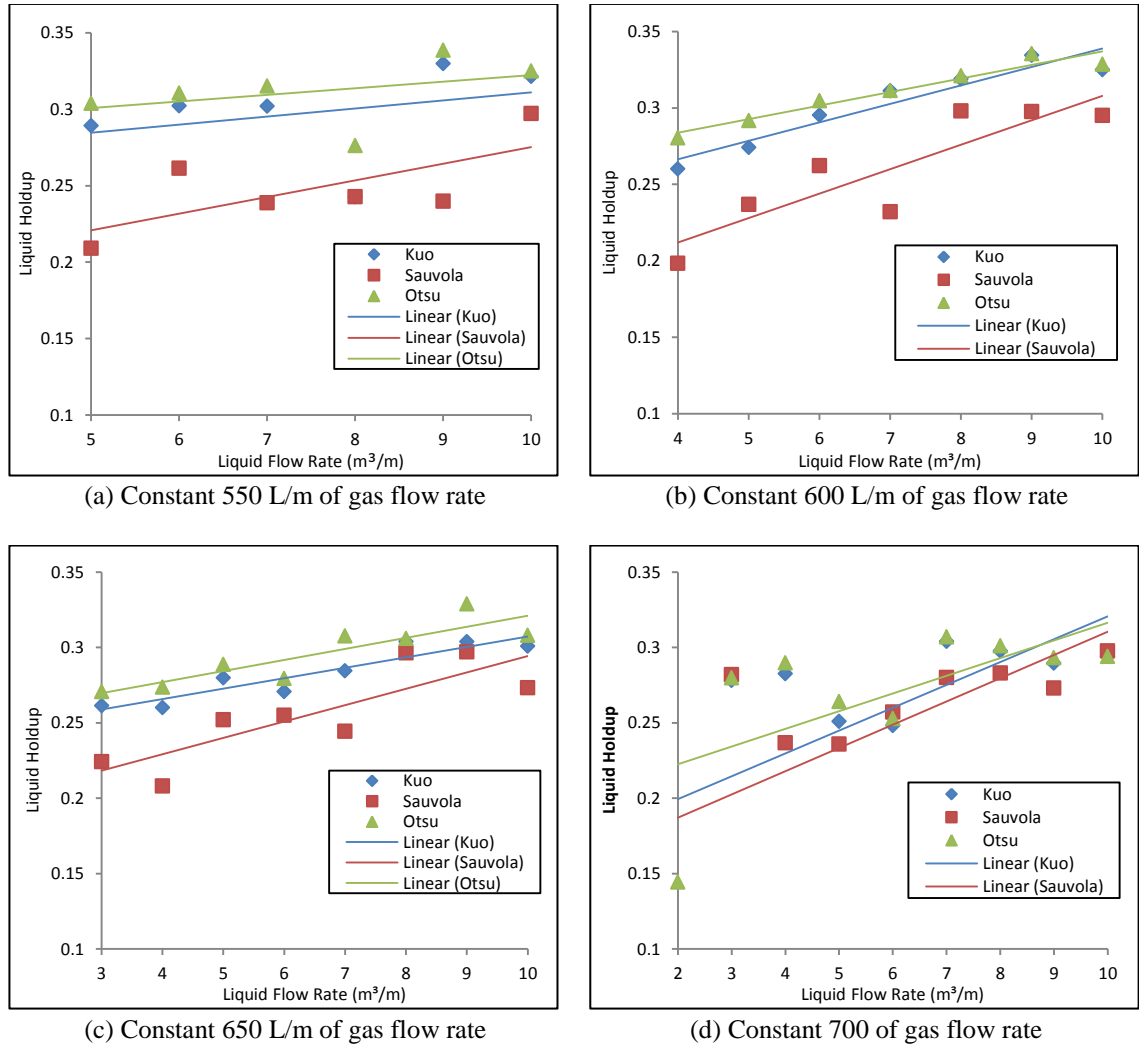 0.35
0.3
0.25
0.2
0.15
0.1
5 6 7 8 9 10
Liquid Holdup
Liquid Flow Rate (m³/m)
Kuo
Sauvola
Otsu
Linear (Kuo)
Linear (Sauvola)
Linear (Otsu)
(a) Constant 550 L/m of gas flow rate
0.35
0.3
0.25
0.2
0.15
0.1
4 5 6 7 8 9 10
Liquid Holdup
Liquid Flow Rate (m³/m)
Kuo
Sauvola
Otsu
Linear (Kuo)
Linear (Sauvola)
(b) Constant 600 L/m of gas flow rate
0.35
0.3
0.25
0.2
0.15
0.1
3 4 5 6 7 8 9 10
Liquid Holdup
Liquid Flow Rate (m³/m)
Kuo
Sauvola
Otsu
Linear (Kuo)
Linear (Sauvola)
Linear (Otsu)
(c) Constant 650 L/m of gas flow rate
0.35
0.3
0.25
0.2
0.15
0.1
2 3 4 5 6 7 8 9 10
Liquid Holdup
Liquid Flow Rate (m³/m)
Kuo
Sauvola
Otsu
Linear (Kuo)
Linear (Sauvola)
(d) Constant 700 of gas flow rate